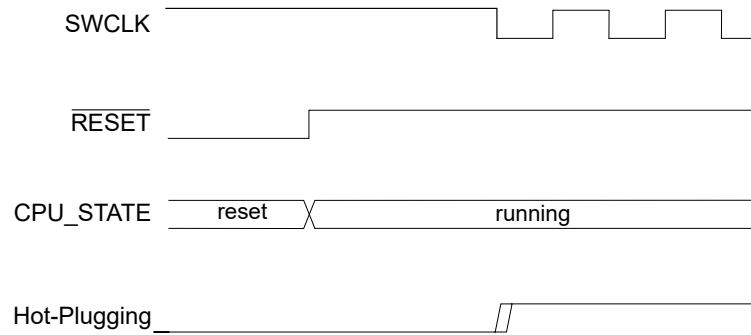 SWCLK
RESET
CPU_STATE reset running
Hot-Plugging